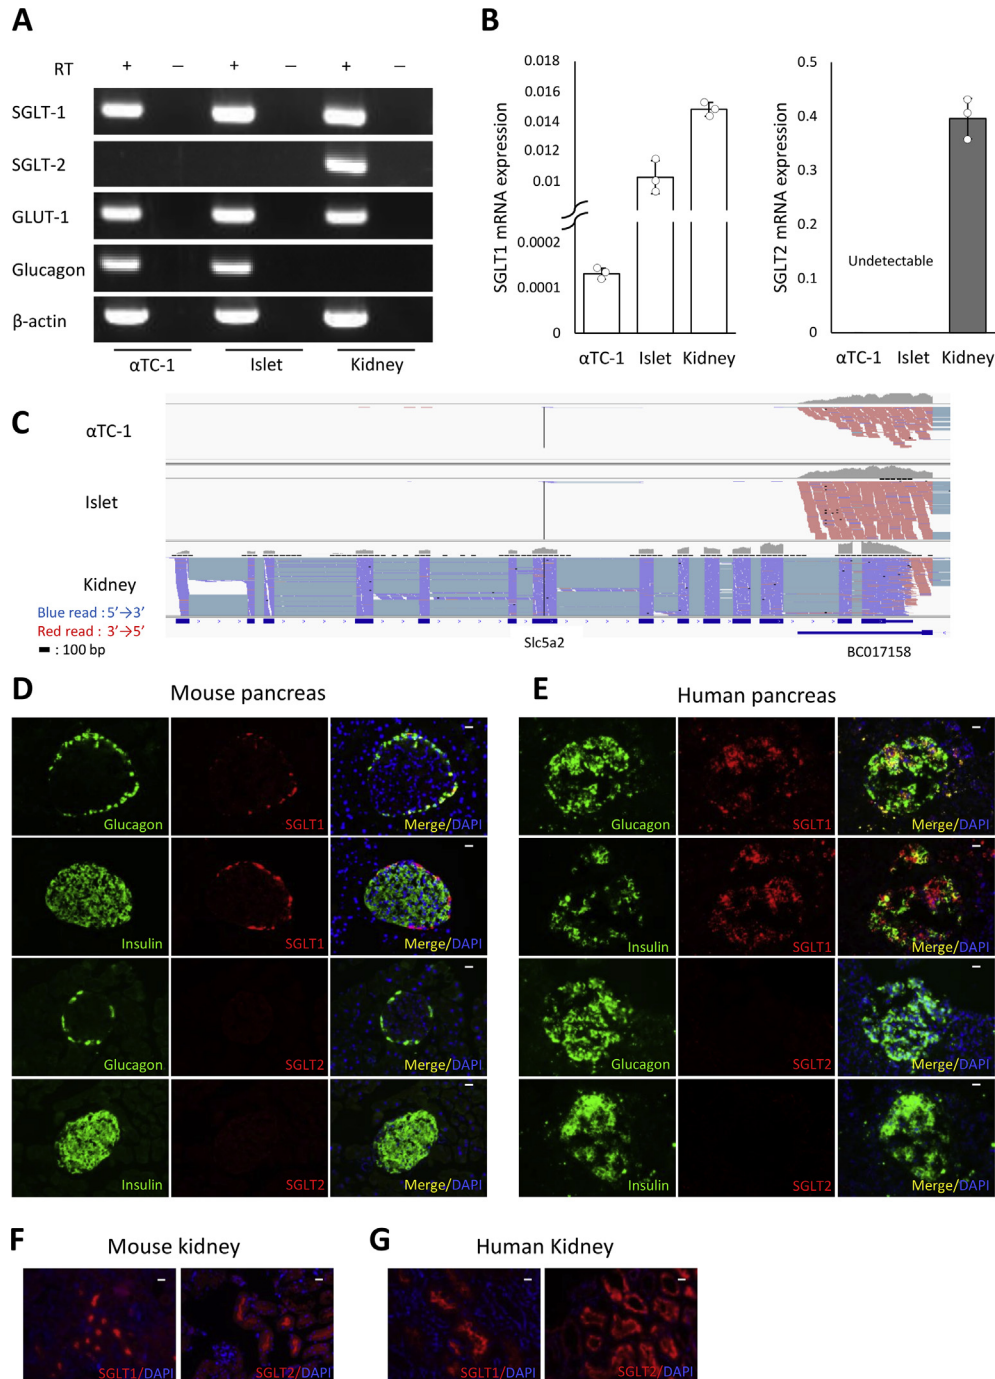 A
RT + − + − + −
SGLT-1
SGLT-2
GLUT-1
Glucagon
β-actin
αTC-1 Islet Kidney
B
SGLT1 mRNA expression
0.018
0.016
0.014
0.012
0.01
0.0002
0.0001
0
αTC-1 Islet Kidney
SGLT2 mRNA expression
0.5
0.4
0.3
0.2
0.1
0
Undetectable
αTC-1 Islet Kidney
C
αTC-1
Islet
Kidney
Blue read : 5’→3’
Red read : 3’→5’
: 100 bp
Slc5a2
BC017158
D Mouse pancreas
Glucagon SGLT1 Merge/DAPI
Insulin SGLT1 Merge/DAPI
Glucagon SGLT2 Merge/DAPI
Insulin SGLT2 Merge/DAPI
E Human pancreas
Glucagon SGLT1 Merge/DAPI
Insulin SGLT1 Merge/DAPI
Glucagon SGLT2 Merge/DAPI
Insulin SGLT2 Merge/DAPI
F Mouse kidney
SGLT1/DAPI SGLT2/DAPI
G Human Kidney
SGLT1/DAPI SGLT2/DAPI